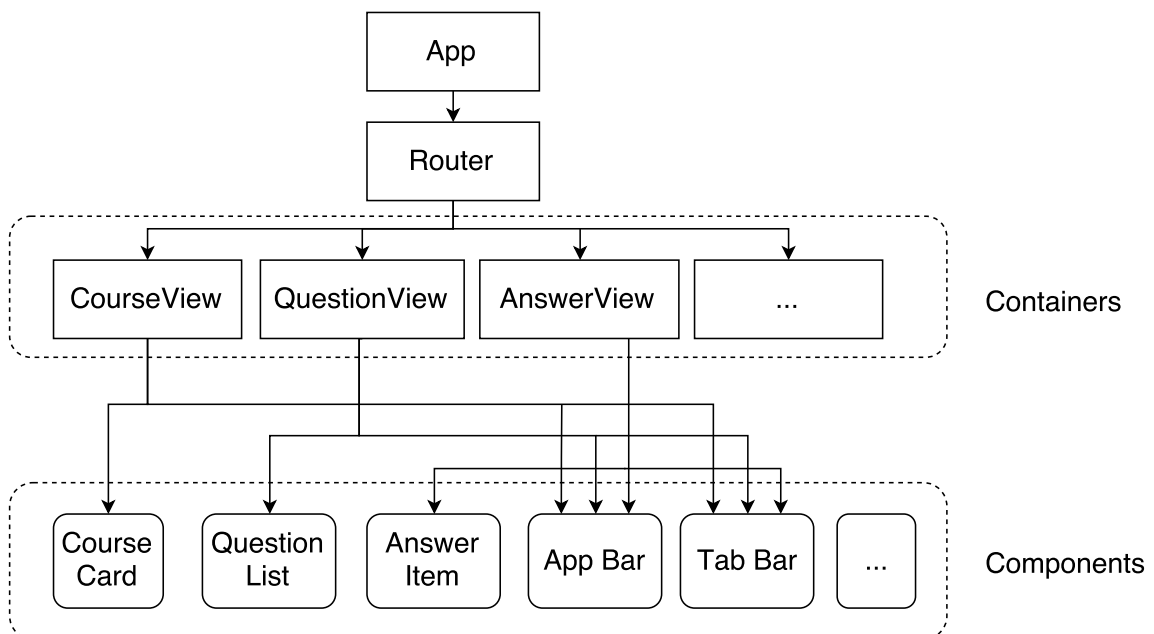 App
Router
CourseView
QuestionView
AnswerView
...
Containers
Course
Card
Question
List
Answer
Item
App Bar
Tab Bar
...
Components